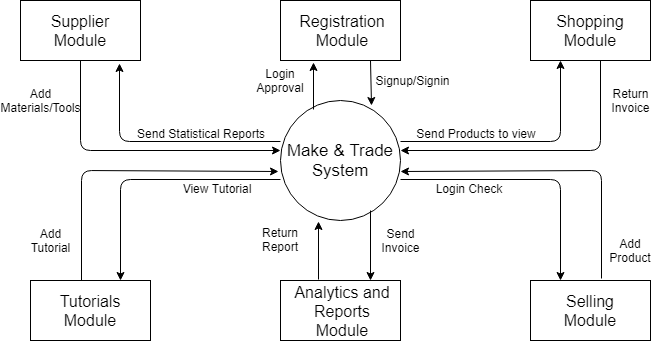 Supplier
Module
Registration
Module
Shopping
Module
Add
Materials/Tools
Login
Approval
Signup/Signin
Return
Invoice
Send Statistical Reports
Send Products to view
Make & Trade
System
View Tutorial
Login Check
Add
Tutorial
Return
Report
Send
Invoice
Add
Product
Tutorials
Module
Analytics and
Reports
Module
Selling
Module